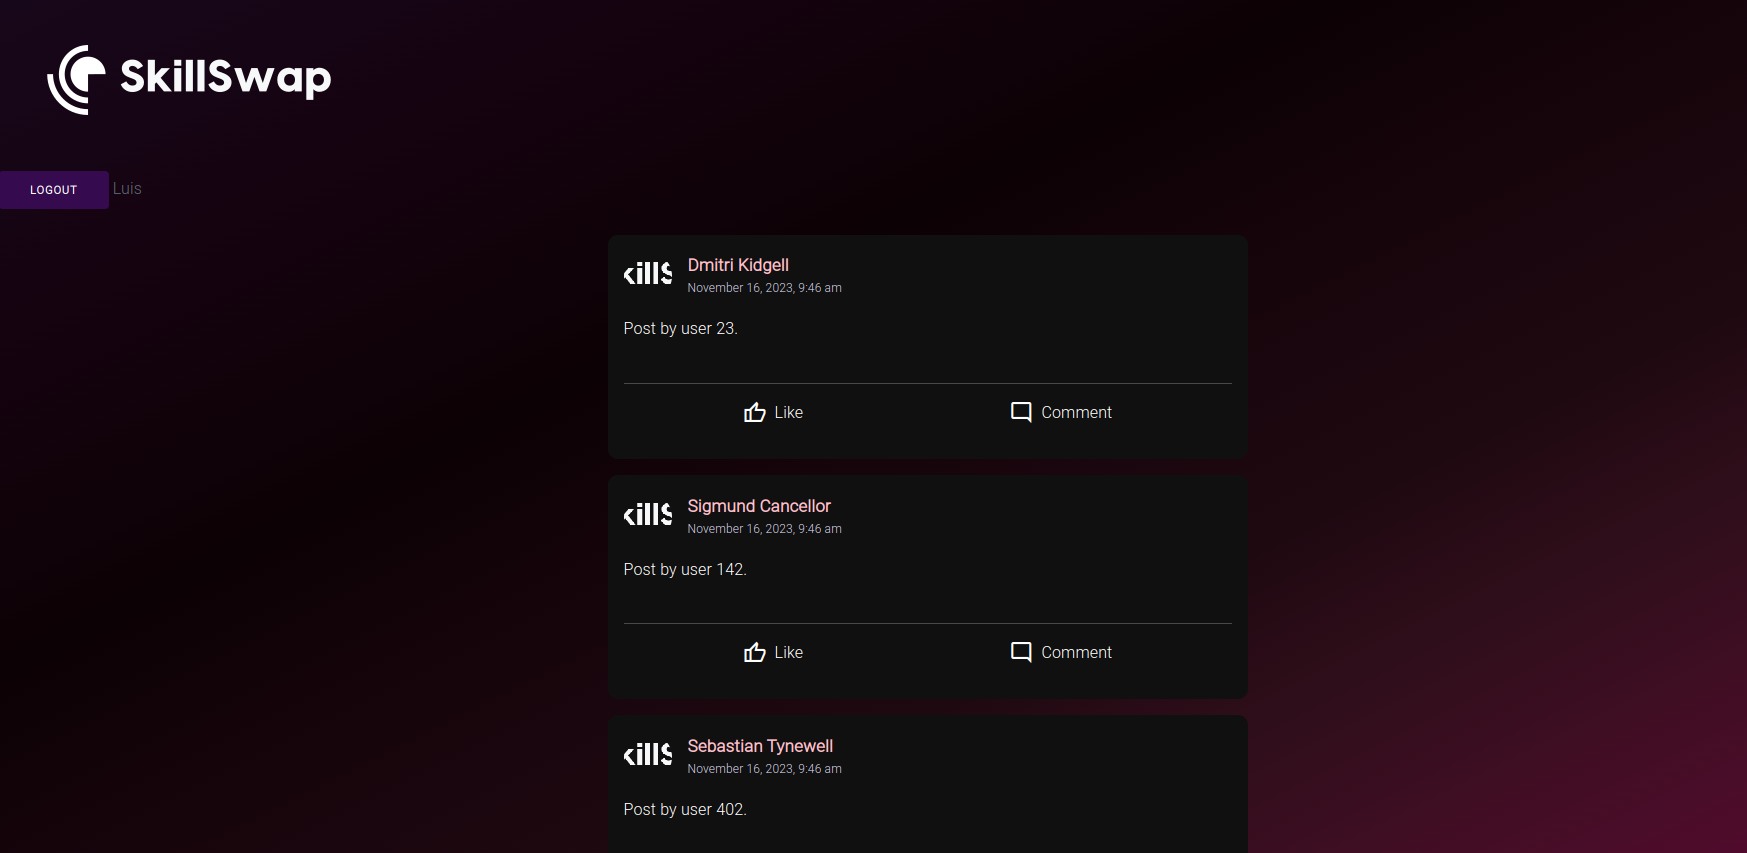 SkillSwap
LOGOUT Luis
killS Dmitri Kidgell
November 16, 2023, 9:46 am
Post by user 23.
Like Comment
killS Sigmund Cancellor
November 16, 2023, 9:46 am
Post by user 142.
Like Comment
killS Sebastian Tynewell
November 16, 2023, 9:46 am
Post by user 402.